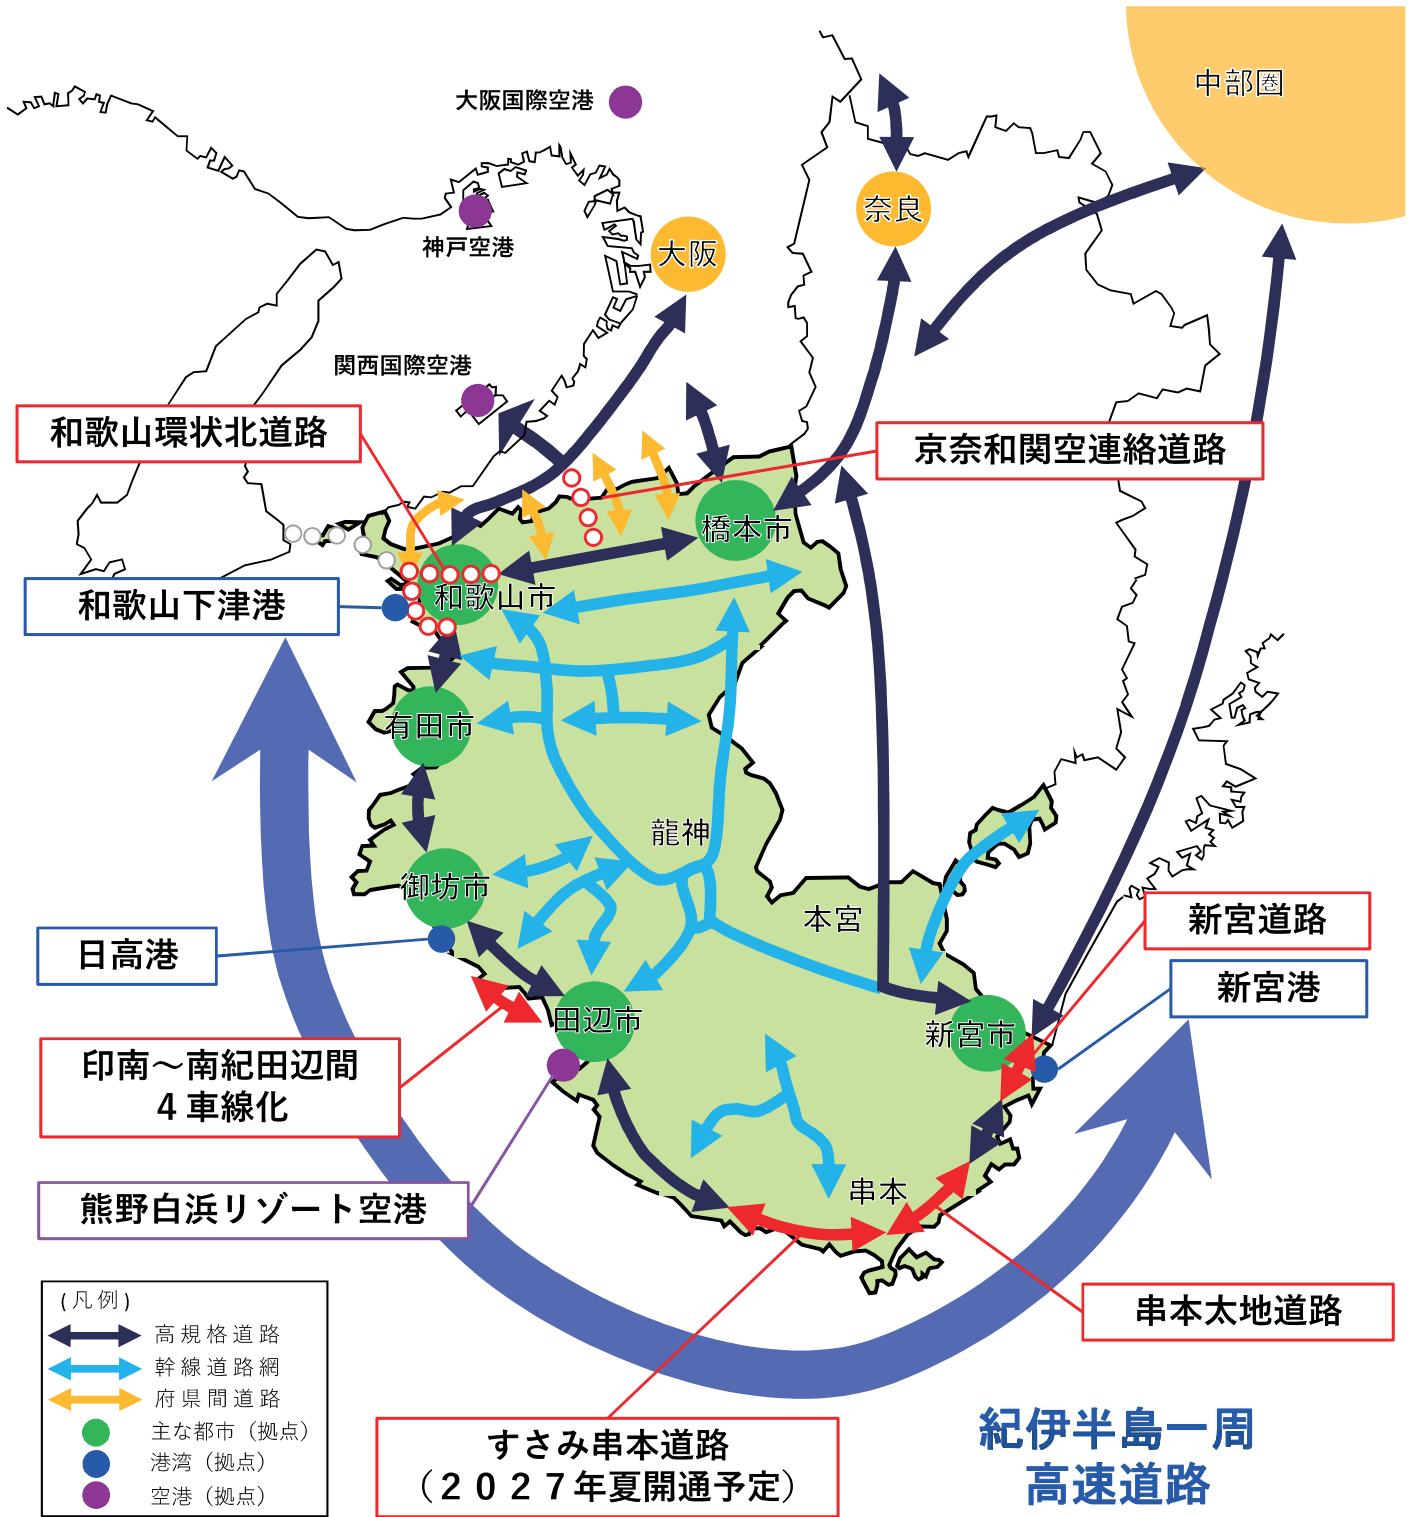 中部圏
大阪国際空港
奈良
神戸空港
大阪
関西国際空港
和歌山環状北道路
京奈和関空連絡道路
橋本市
和歌山下津港
和歌山市
有田市
龍神
御坊市
本宮
新宮道路
日高港
新宮港
田辺市
新宮市
印南～南紀田辺間
４車線化
熊野白浜リゾート空港
串本
串本太地道路
(凡例)
高規格道路
幹線道路網
府県間道路
主な都市（拠点）
港湾（拠点）
空港（拠点）
すさみ串本道路
（２０２７年夏開通予定）
紀伊半島一周
高速道路